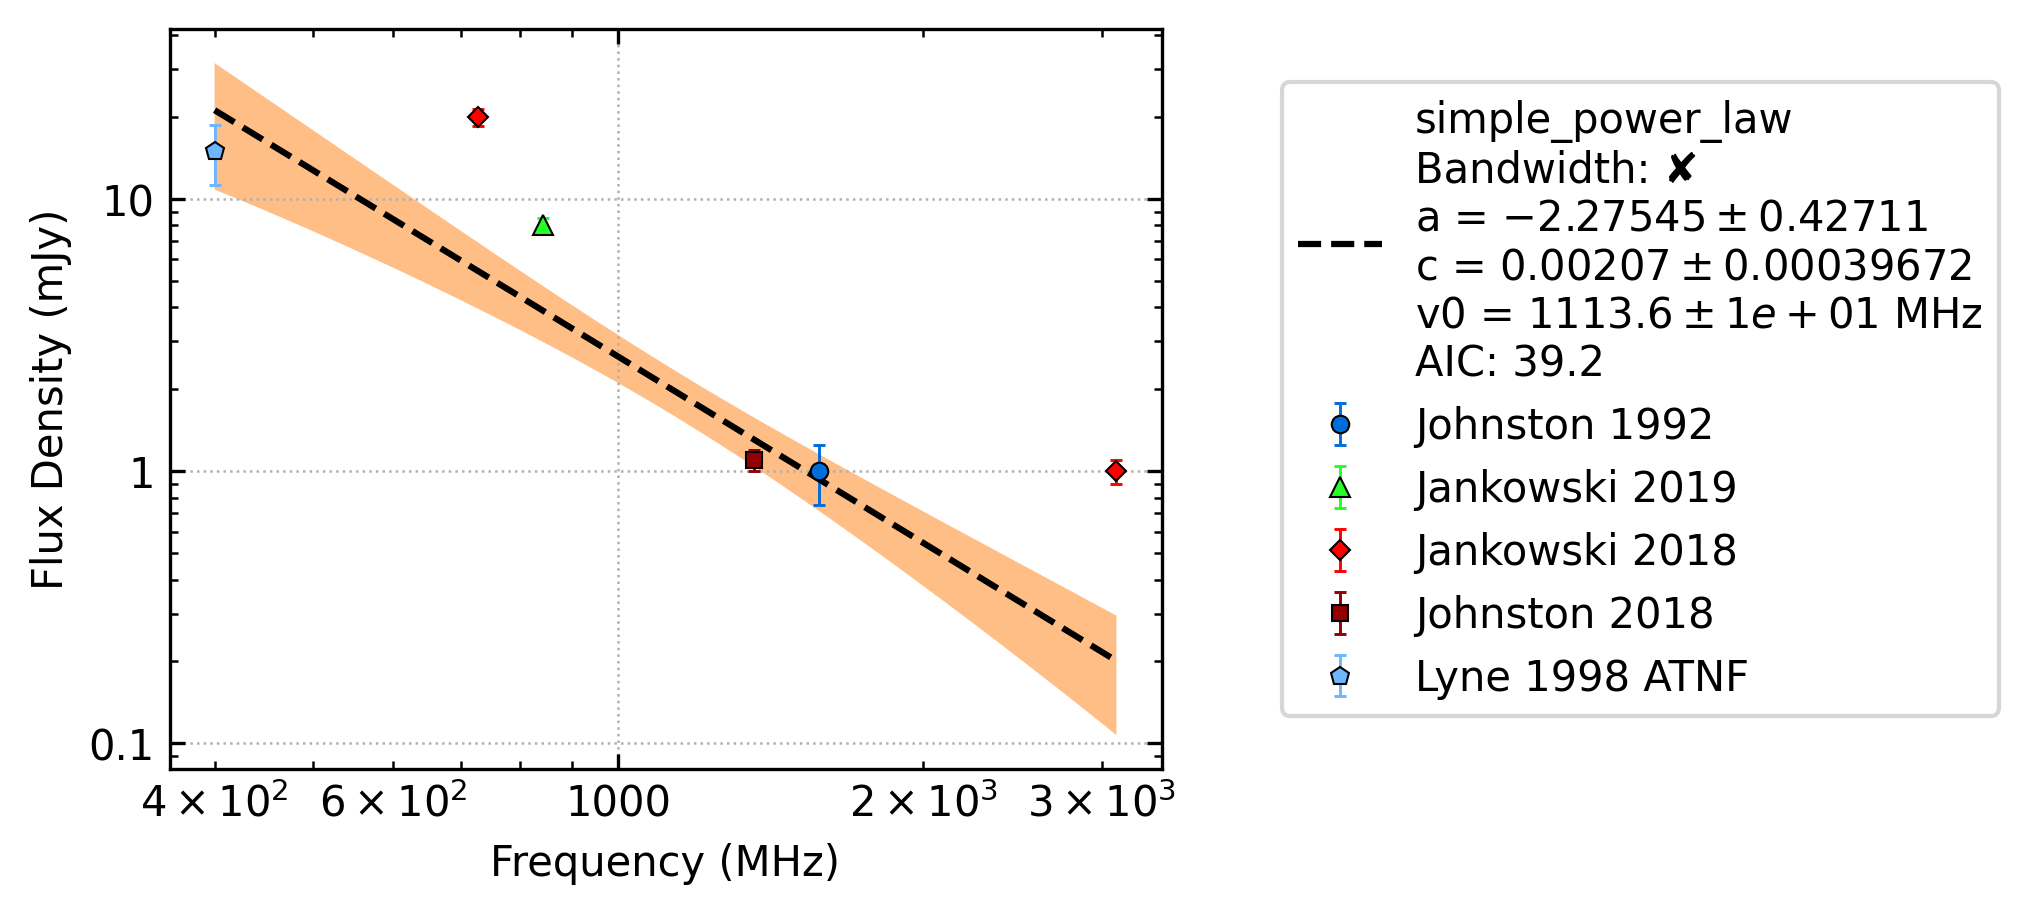 10
1
0.1
Flux Density (mJy)
4 × 10² 6 × 10² 1000 2 × 10³ 3 × 10³
Frequency (MHz)
simple_power_law
Bandwidth: ✘
a = −2.27545 ± 0.42711
c = 0.00207 ± 0.00039672
v0 = 1113.6 ± 1e + 01 MHz
AIC: 39.2
Johnston 1992
Jankowski 2019
Jankowski 2018
Johnston 2018
Lyne 1998 ATNF